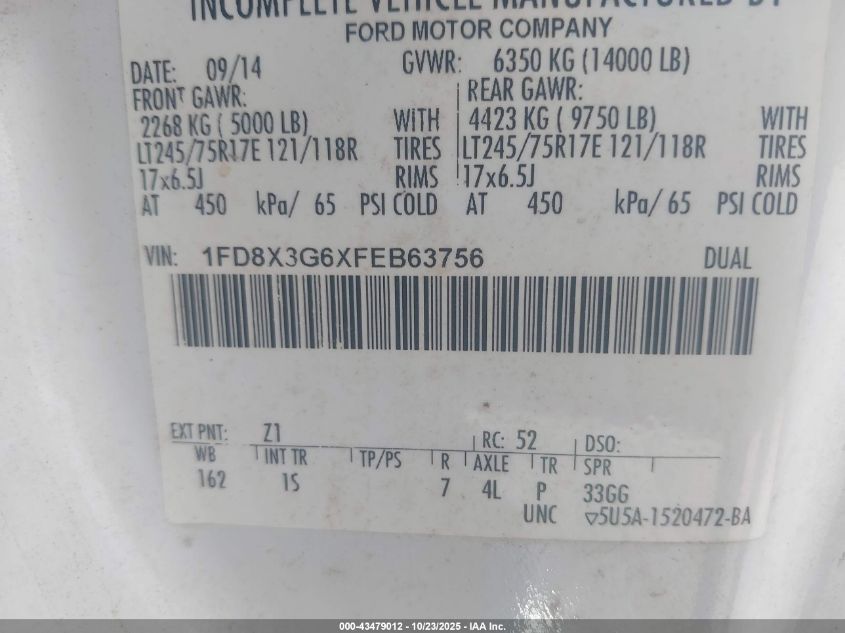 INCOMPLETE VEHICLE MANUFACTURED BY
FORD MOTOR COMPANY
DATE: 09/14 GVWR: 6350 KG (14000 LB)
FRONT GAWR: REAR GAWR:
2268 KG ( 5000 LB) WITH 4423 KG ( 9750 LB) WITH
LT245/75R17E 121/118R TIRES LT245/75R17E 121/118R TIRES
17x6.5J RIMS 17x6.5J RIMS
AT 450 kPa/ 65 PSI COLD AT 450 kPa/ 65 PSI COLD
VIN: 1FD8X3G6XFEB63756 DUAL
EXT PNT: Z1 RC: 52 DSO:
WB INT TR TP/PS R AXLE TR SPR
162 1S 7 4L P 33GG
UNC ▽5U5A-1520472-BA
000-43479012 - 10/23/2025 - IAA Inc.